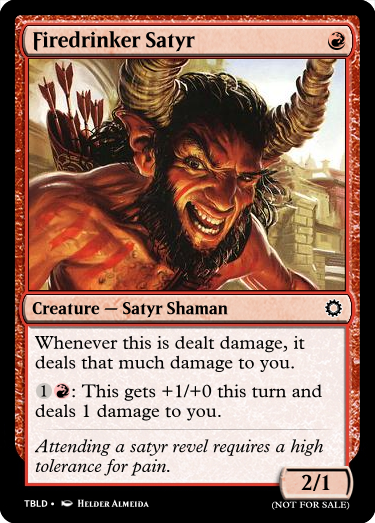 Firedrinker Satyr
Creature — Satyr Shaman
Whenever this is dealt damage, it
deals that much damage to you.
1 : This gets +1/+0 this turn and
deals 1 damage to you.
Attending a satyr revel requires a high
tolerance for pain.
2/1
TBLD • Helder Almeida
(NOT FOR SALE)